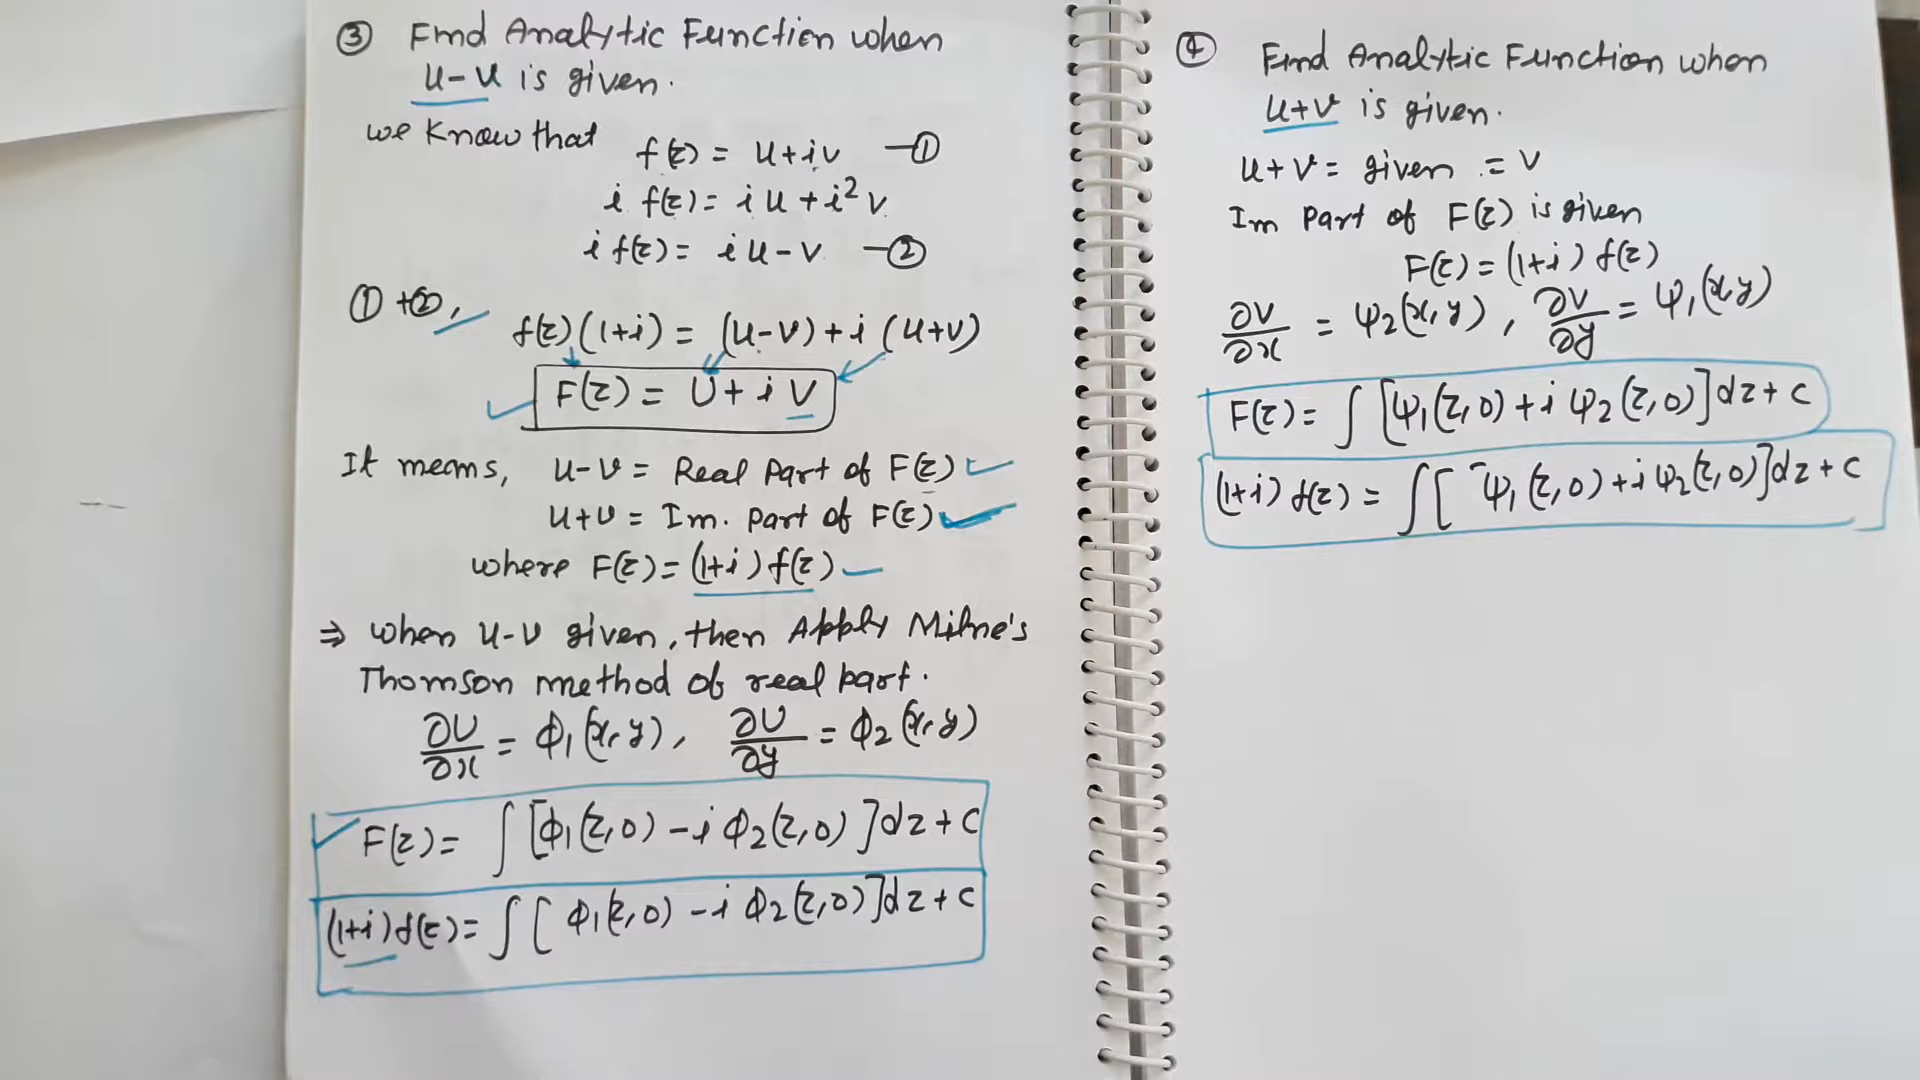 ③ Find Analytic Function when
u-v is given.
we know that
f(z) = u+iv —①
i f(z) = i u + i² v
i f(z) = i u - v —②
① + ②,
f(z)(1+i) = (u-v)+i (u+v)
F(z) = U + i V
It means, u-v = Real Part of F(z)
u+v = Im. part of F(z)
where F(z) = (1+i) f(z)
⇒ when u-v given, then Apply Milne's
Thomson method of real part.
∂U/∂x = ϕ₁(x,y), ∂U/∂y = ϕ₂(x,y)
F(z) = ∫ [ϕ₁(z,0) - i ϕ₂(z,0)]dz + c
(1+i)f(z) = ∫ [ϕ₁(z,0) - i ϕ₂(z,0)]dz + c
④ Find Analytic Function when
u+v is given.
u+v = given = V
Im Part of F(z) is given
F(z) = (1+i) f(z)
∂V/∂x = ψ₂(x,y), ∂V/∂y = ψ₁(x,y)
F(z) = ∫ [ψ₁(z,0) + i ψ₂(z,0)]dz + c
(1+i) f(z) = ∫ [ψ₁(z,0) + i ψ₂(z,0)]dz + c